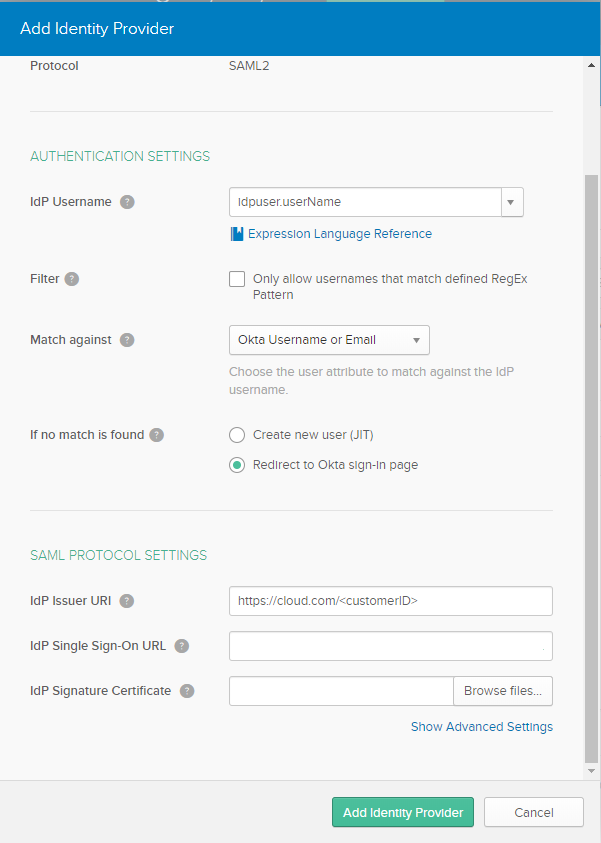 Add Identity Provider
Protocol SAML2
AUTHENTICATION SETTINGS
IdP Username ? idpuser.userName
Expression Language Reference
Filter ? Only allow usernames that match defined RegEx
Pattern
Match against ? Okta Username or Email
Choose the user attribute to match against the IdP
username.
If no match is found ? Create new user (JIT)
Redirect to Okta sign-in page
SAML PROTOCOL SETTINGS
IdP Issuer URI ? https://cloud.com/<customerID>
IdP Single Sign-On URL ?
IdP Signature Certificate ? Browse files...
Show Advanced Settings
Add Identity Provider Cancel